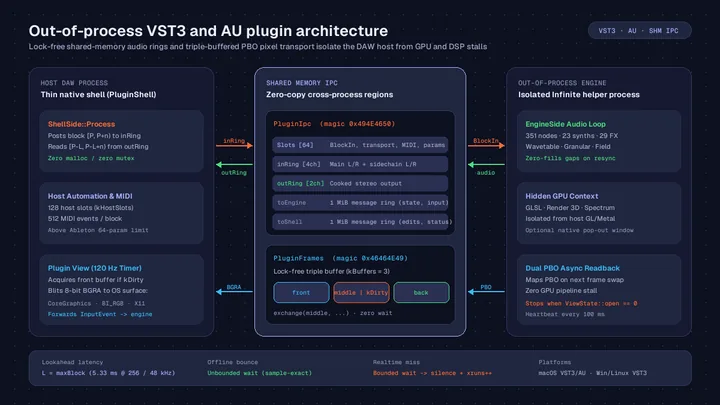 Out-of-process VST3 and AU plugin architecture
Lock-free shared-memory audio rings and triple-buffered PBO pixel transport isolate the DAW host from GPU and DSP stalls
VST3 · AU · SHM IPC
HOST DAW PROCESS
Thin native shell (PluginShell)
ShellSide::Process
Posts block [P, P+n) to inRing
Reads [P-L, P-L+n) from outRing
Zero malloc / zero mutex
Host Automation & MIDI
128 host slots (kHostSlots)
512 MIDI events / block
Above Ableton 64-param limit
Plugin View (120 Hz Timer)
Acquires front buffer if kDirty
Blits 8-bit BGRA to OS surface:
CoreGraphics · BI_RGB · X11
Forwards InputEvent -> engine
inRing
outRing
BGRA
SHARED MEMORY IPC
Zero-copy cross-process regions
PluginIpc (magic 0x494E4650)
Slots [64] BlockIn, transport, MIDI, params
inRing [4ch] Main L/R + sidechain L/R
outRing [2ch] Cooked stereo output
toEngine 1 MiB message ring (state, input)
toShell 1 MiB message ring (edits, status)
PluginFrames (magic 0x46464E49)
Lock-free triple buffer (kBuffers = 3)
front
middle | kDirty
back
exchange(middle, ...) · zero wait
BlockIn
audio
PBO
OUT-OF-PROCESS ENGINE
Isolated Infinite helper process
EngineSide Audio Loop
351 nodes · 23 synths · 29 FX
Wavetable · Granular · Field
Zero-fills gaps on resync
Hidden GPU Context
GLSL · Render 3D · Spectrum
Isolated from host GL/Metal
Optional native pop-out window
Dual PBO Async Readback
Maps PBO on next frame swap
Zero GPU pipeline stall
Stops when ViewState::open == 0
Heartbeat every 100 ms
Lookahead latency
L = maxBlock (5.33 ms @ 256 / 48 kHz)
Offline bounce
Unbounded wait (sample-exact)
Realtime miss
Bounded wait -> silence + xruns++
Platforms
macOS VST3/AU · Win/Linux VST3